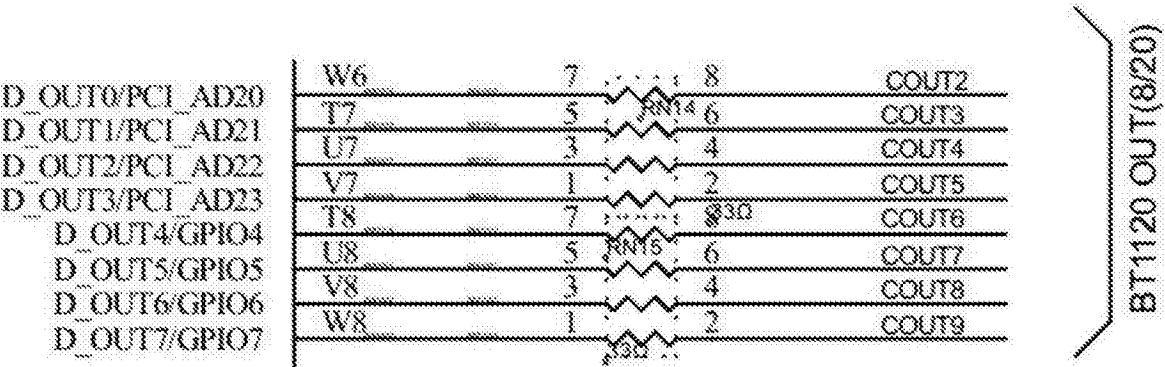 W6 7 8 COUT2
D_OUT0/PCI_AD20
RN14
T7 5 6 COUT3
D_OUT1/PCI_AD21
U7 3 4 COUT4
D_OUT2/PCI_AD22
V7 1 2 COUT5
D_OUT3/PCI_AD23
33Ω
T8 7 8 COUT6
D_OUT4/GPIO4
RN15
U8 5 6 COUT7
D_OUT5/GPIO5
V8 3 4 COUT8
D_OUT6/GPIO6
W8 1 2 COUT9
D_OUT7/GPIO7
33Ω
BT1120 OUT(8/20)